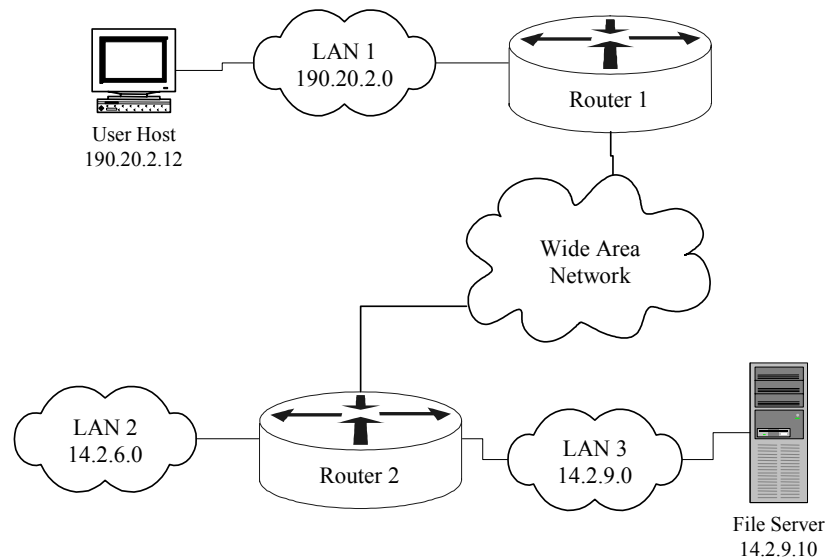 LAN 1
190.20.2.0
Router 1
User Host
190.20.2.12
Wide Area
Network
LAN 2
14.2.6.0
Router 2
LAN 3
14.2.9.0
File Server
14.2.9.10